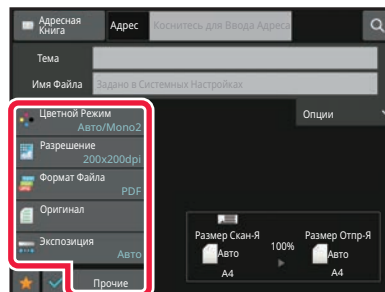 Адресная
Книга
Адрес
Коснитесь для Ввода Адреса
Тема
Имя Файла
Задано в Системных Настройках
Цветной Режим
Авто/Mono2
Опции
Разрешение
200x200dpi
Формат Файла
PDF
Оригинал
Экспозиция
Авто
Размер Скан-Я
100%
Размер Отпр-Я
Авто
Авто
A4
A4
Прочие